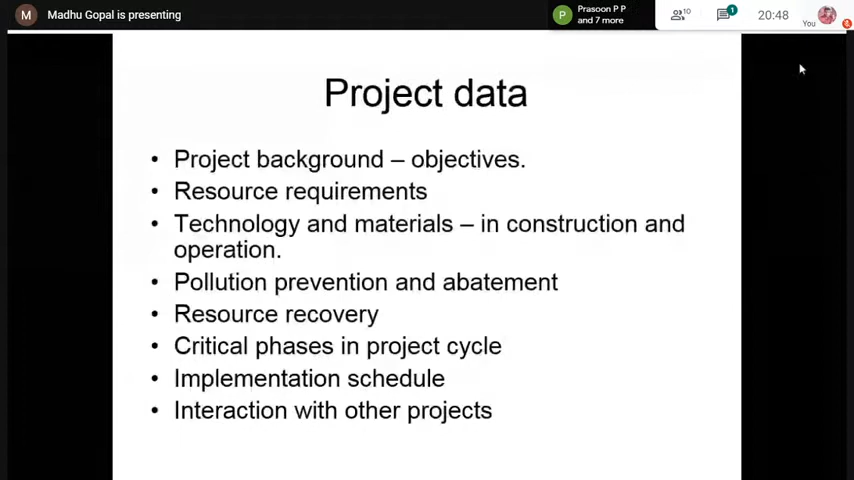 M Madhu Gopal is presenting
P Prasoon P P
and 7 more
10
1
20:48
You
Project data
• Project background – objectives.
• Resource requirements
• Technology and materials – in construction and
operation.
• Pollution prevention and abatement
• Resource recovery
• Critical phases in project cycle
• Implementation schedule
• Interaction with other projects